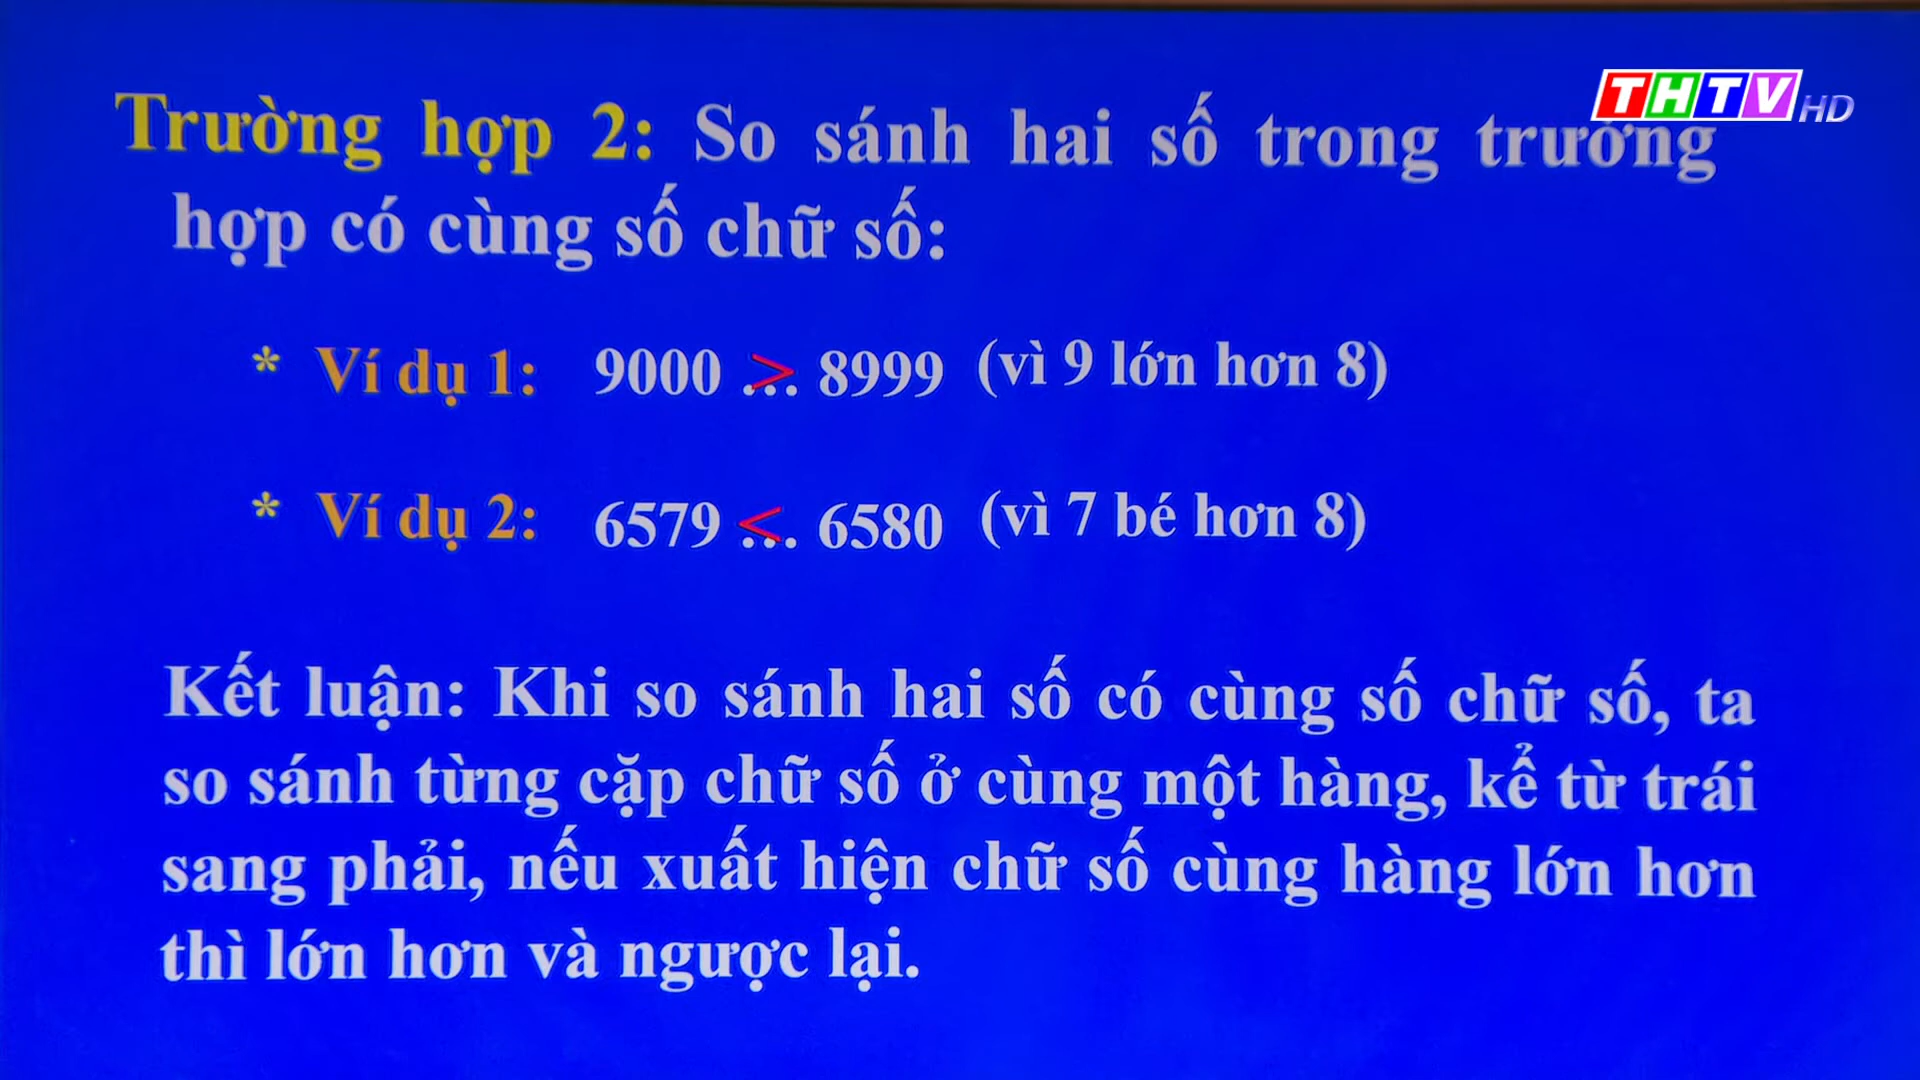 THTV HD
Trường hợp 2: So sánh hai số trong trường
hợp có cùng số chữ số:
* Ví dụ 1: 9000 .>. 8999 (vì 9 lớn hơn 8)
* Ví dụ 2: 6579 <... 6580 (vì 7 bé hơn 8)
Kết luận: Khi so sánh hai số có cùng số chữ số, ta
so sánh từng cặp chữ số ở cùng một hàng, kể từ trái
sang phải, nếu xuất hiện chữ số cùng hàng lớn hơn
thì lớn hơn và ngược lại.